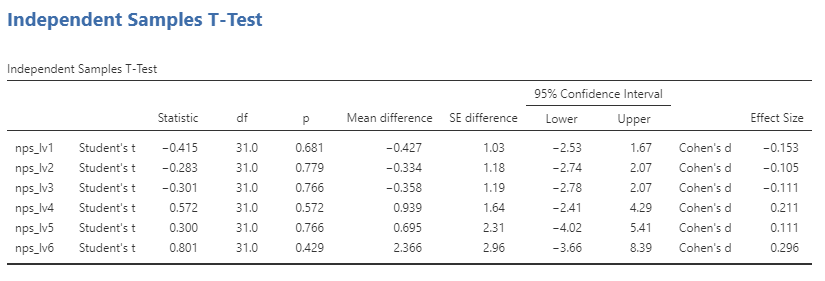 Independent Samples T-Test
Independent Samples T-Test
95% Confidence Interval
Statistic df p Mean difference SE difference Lower Upper Effect Size
nps_lv1 Student's t −0.415 31.0 0.681 −0.427 1.03 −2.53 1.67 Cohen's d −0.153
nps_lv2 Student's t −0.283 31.0 0.779 −0.334 1.18 −2.74 2.07 Cohen's d −0.105
nps_lv3 Student's t −0.301 31.0 0.766 −0.358 1.19 −2.78 2.07 Cohen's d −0.111
nps_lv4 Student's t 0.572 31.0 0.572 0.939 1.64 −2.41 4.29 Cohen's d 0.211
nps_lv5 Student's t 0.300 31.0 0.766 0.695 2.31 −4.02 5.41 Cohen's d 0.111
nps_lv6 Student's t 0.801 31.0 0.429 2.366 2.96 −3.66 8.39 Cohen's d 0.296